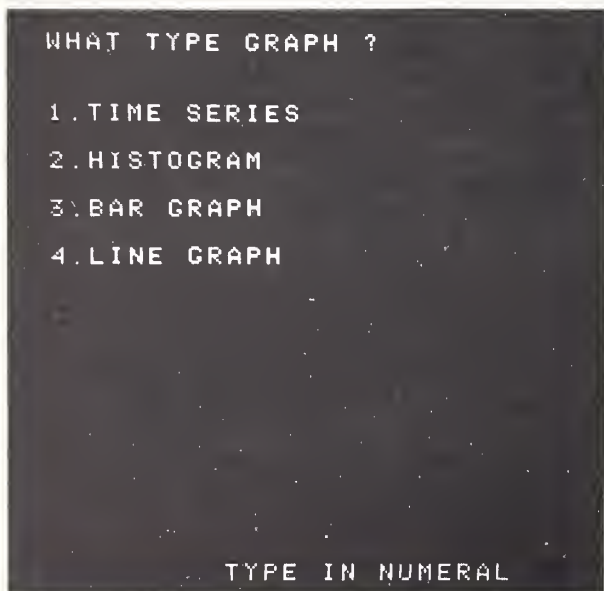 WHAT TYPE GRAPH ?
1.TIME SERIES
2.HISTOGRAM
3.BAR GRAPH
4.LINE GRAPH
TYPE IN NUMERAL